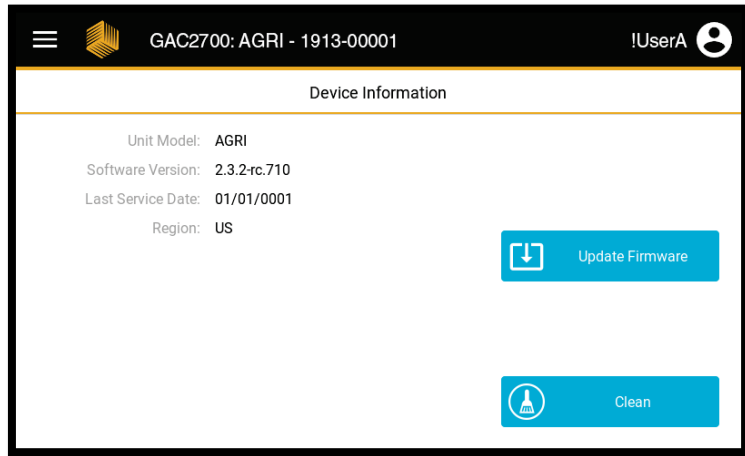 GAC2700: AGRI - 1913-00001 !UserA
Device Information
Unit Model: AGRI
Software Version: 2.3.2-rc.710
Last Service Date: 01/01/0001
Region: US
Update Firmware
Clean